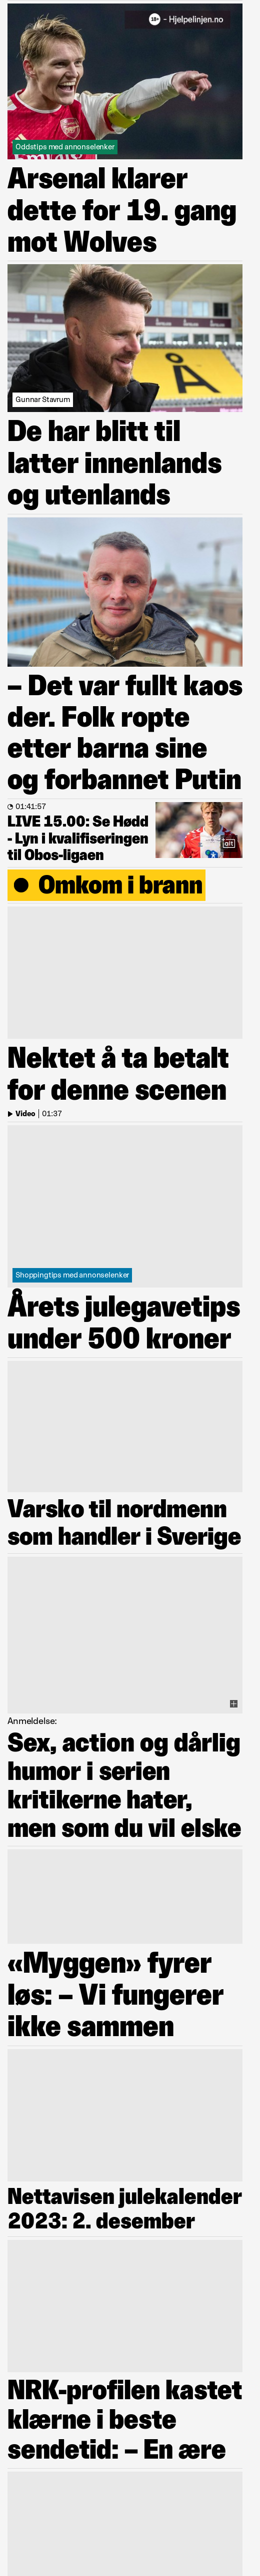 18+ - Hjelpelinjen.no
Oddstips med annonselenker
Arsenal klarer
dette for 19. gang
mot Wolves
Å
Gunnar Stavrum
De har blitt til
latter innenlands
og utenlands
– Det var fullt kaos
der. Folk ropte
etter barna sine
og forbannet Putin
01:41:57
LIVE 15.00: Se Hødd
- Lyn i kvalifiseringen
til Obos-ligaen
alt
Omkom i brann
Nektet å ta betalt
for denne scenen
Video | 01:37
Shoppingtips med annonselenker
Årets julegavetips
under 500 kroner
Varsko til nordmenn
som handler i Sverige
Anmeldelse:
Sex, action og dårlig
humor i serien
kritikerne hater,
men som du vil elske
«Myggen» fyrer
løs: – Vi fungerer
ikke sammen
Nettavisen julekalender
2023: 2. desember
NRK-profilen kastet
klærne i beste
sendetid: – En ære